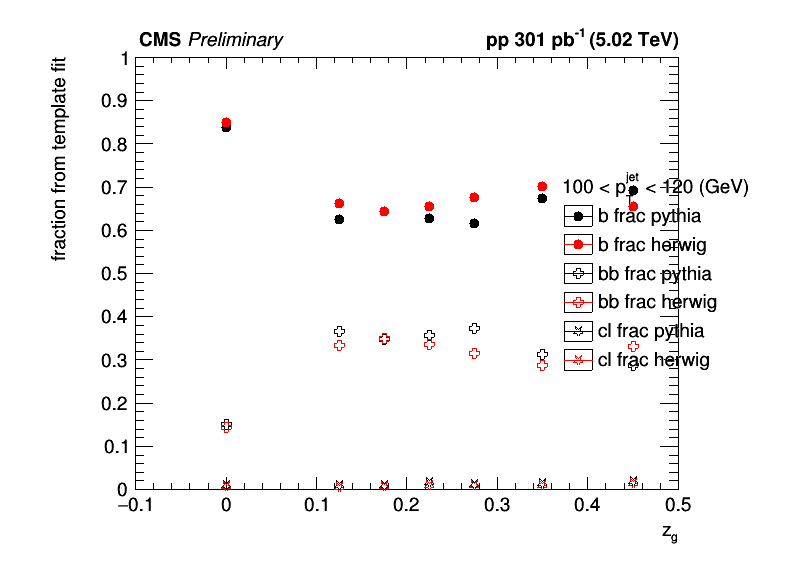 CMS Preliminary
pp 301 pb-1 (5.02 TeV)
fraction from template fit
1
0.9
0.8
0.7
0.6
0.5
0.4
0.3
0.2
0.1
0
100 < pTjet < 120 (GeV)
b frac pythia
b frac herwig
bb frac pythia
bb frac herwig
cl frac pythia
cl frac herwig
−0.1 0 0.1 0.2 0.3 0.4 0.5
zg